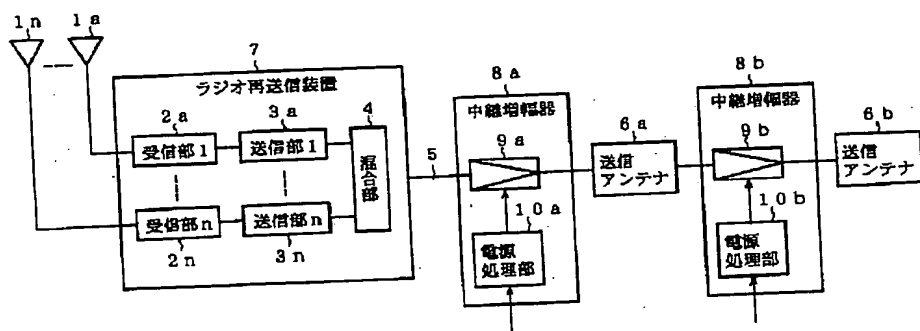 1n
1a
7
ラジオ再送信装置
2a
3a
4
受信部1
送信部1
混合部
受信部n
送信部n
2n
3n
5
8a
中継増幅器
9a
10a
電源
処理部
6a
送信
アンテナ
8b
中継増幅器
9b
10b
電源
処理部
6b
送信
アンテナ